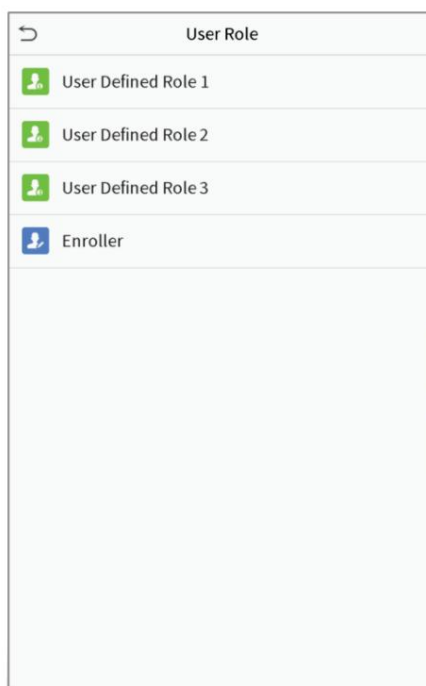 User Role
User Defined Role 1
User Defined Role 2
User Defined Role 3
Enroller